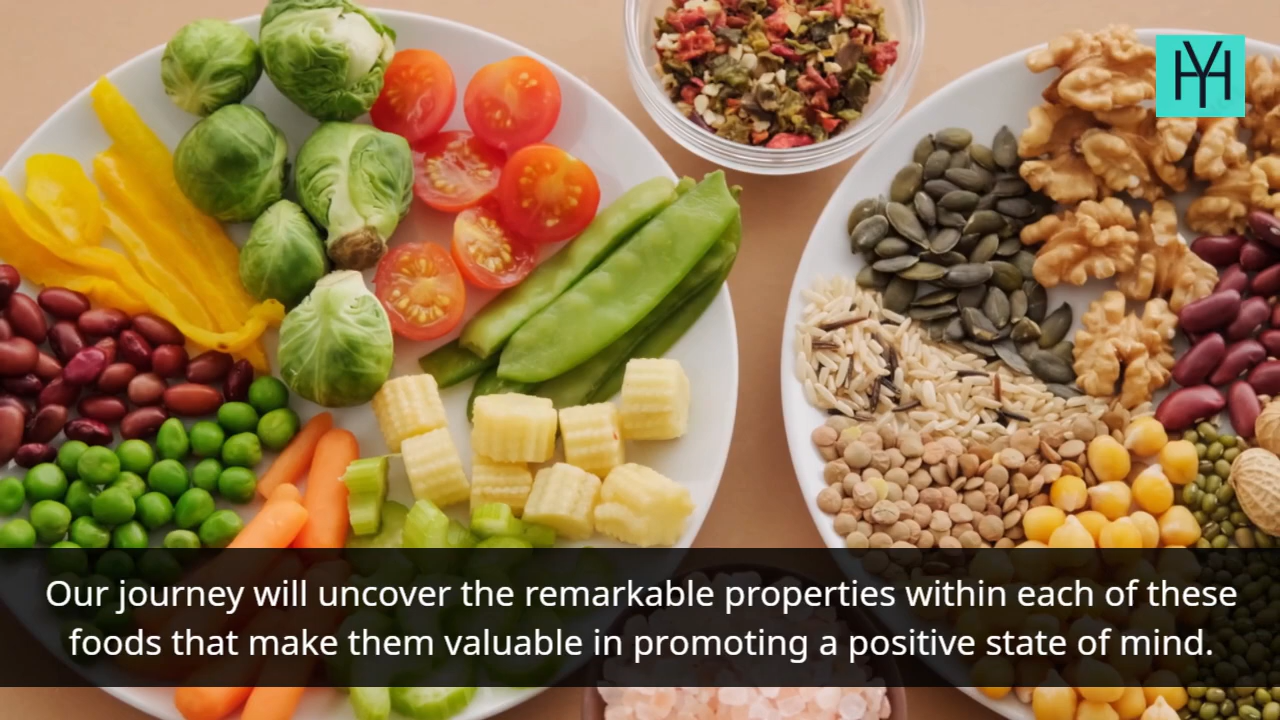 YH
Our journey will uncover the remarkable properties within each of these
foods that make them valuable in promoting a positive state of mind.